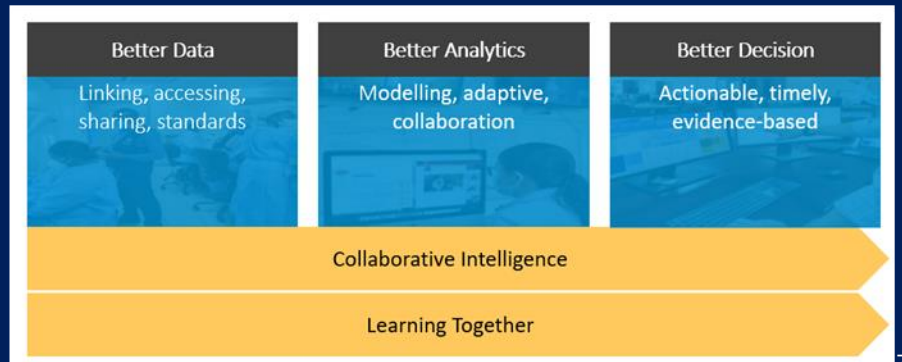 Better Data
Linking, accessing,
sharing, standards
Better Analytics
Modelling, adaptive,
collaboration
Better Decision
Actionable, timely,
evidence-based
Collaborative Intelligence
Learning Together